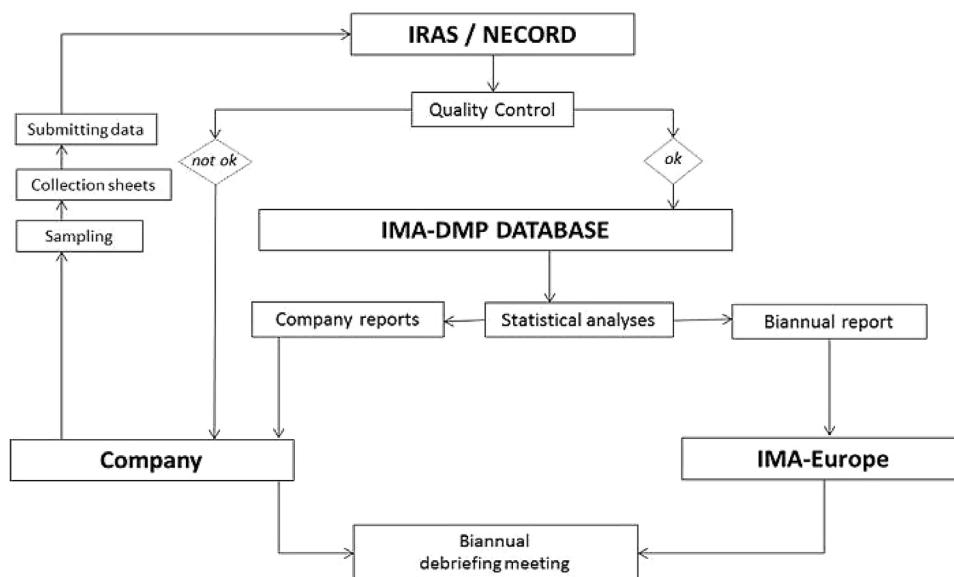 IRAS / NECORD
Quality Control
Submitting data
not ok
ok
Collection sheets
Sampling
IMA-DMP DATABASE
Company reports
Statistical analyses
Biannual report
Company
IMA-Europe
Biannual
debriefing meeting